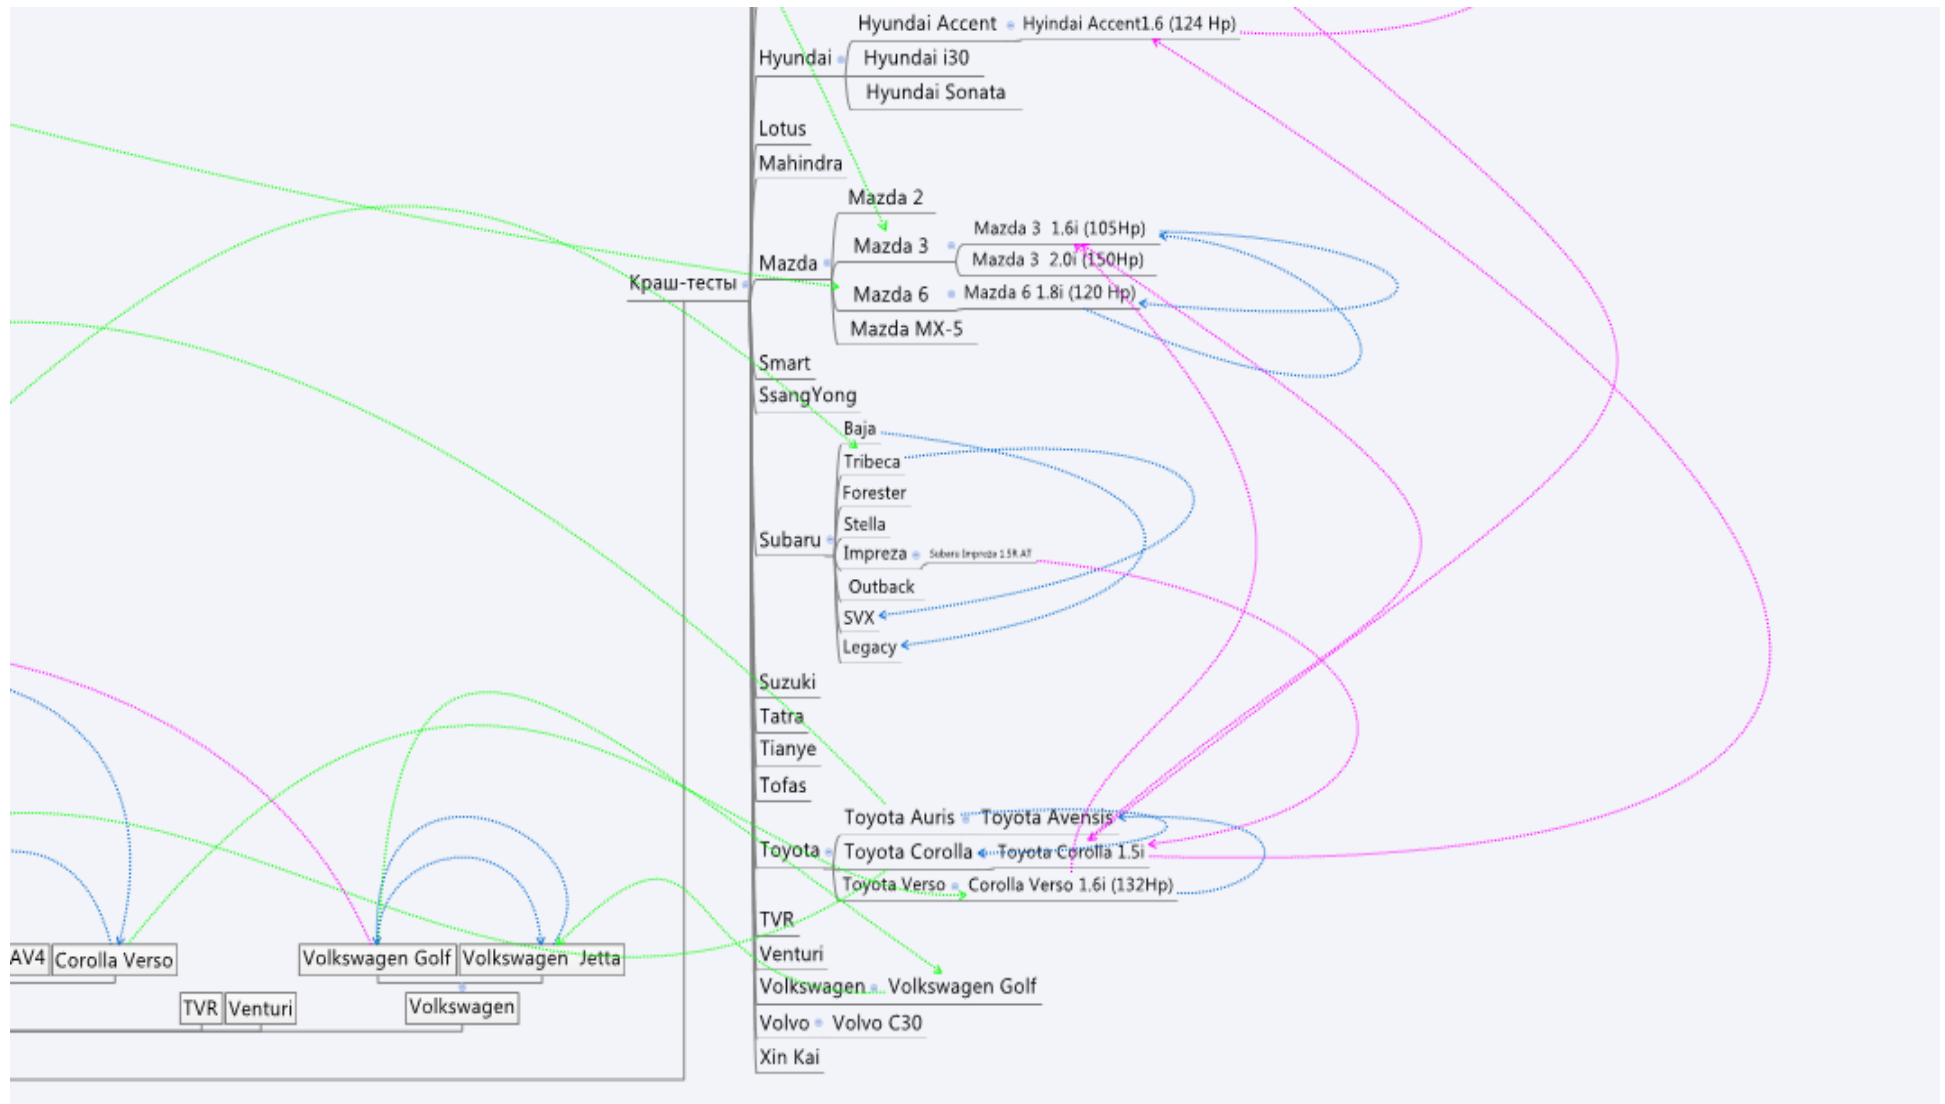 Hyundai Accent Hyindai Accent1.6 (124 Hp)
Hyundai Hyundai i30
Hyundai Sonata
Lotus
Mahindra
Mazda 2
Mazda 3 1.6i (105Hp)
Mazda 3
Mazda 3 2.0i (150Hp)
Mazda
Краш-тесты
Mazda 6 Mazda 6 1.8i (120 Hp)
Mazda MX-5
Smart
SsangYong
Baja
Tribeca
Forester
Stella
Subaru
Impreza Subaru Impreza 1.5R AT
Outback
SVX
Legacy
Suzuki
Tatra
Tianye
Tofas
Toyota Auris Toyota Avensis
Toyota Toyota Corolla Toyota Corolla 1.5i
Toyota Verso Corolla Verso 1.6i (132Hp)
TVR
Venturi
AV4 Corolla Verso Volkswagen Golf Volkswagen Jetta
Volkswagen Volkswagen Golf
TVR Venturi Volkswagen
Volvo Volvo C30
Xin Kai